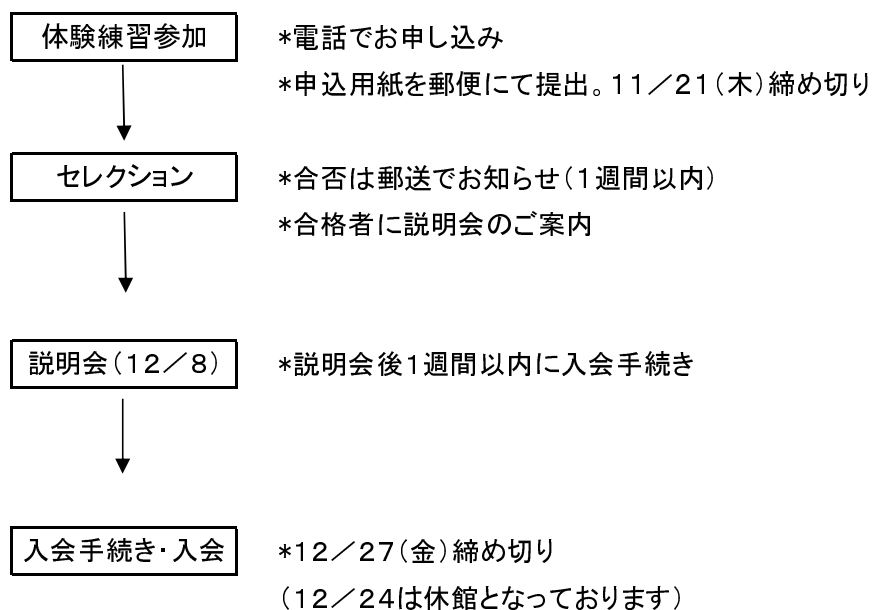 体験練習参加 *電話でお申し込み
*申込用紙を郵便にて提出。11/21(木)締め切り
セレクション *合否は郵送でお知らせ(1週間以内)
*合格者に説明会のご案内
説明会(12/8) *説明会後1週間以内に入会手続き
入会手続き・入会 *12/27(金)締め切り
(12/24は休館となっております)